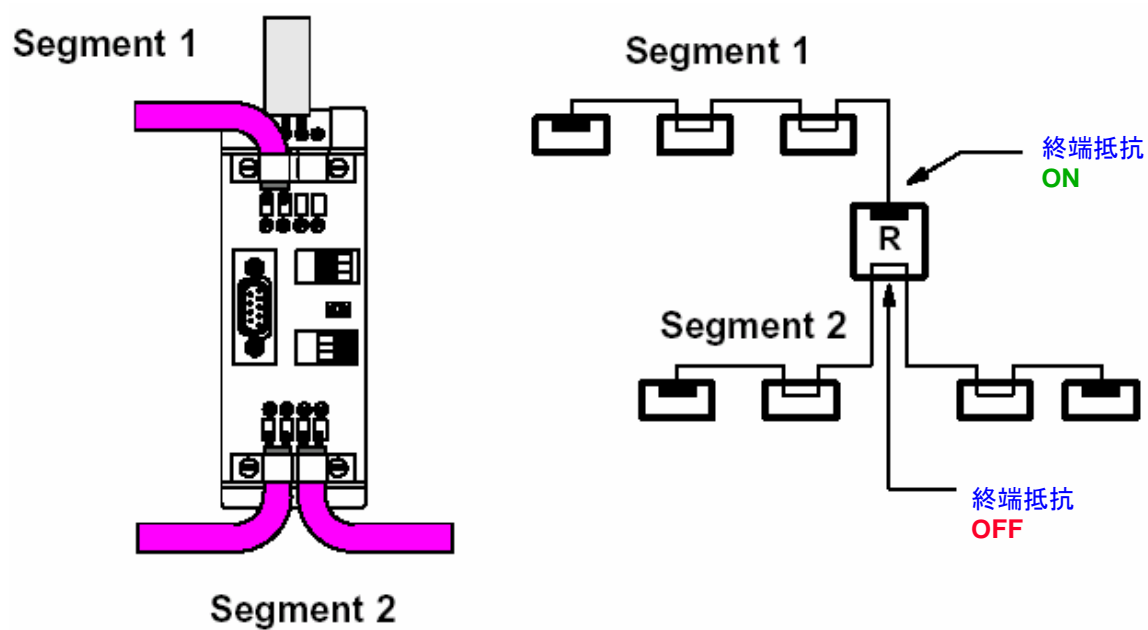 Segment 1
Segment 1
終端抵抗
ON
R
Segment 2
終端抵抗
OFF
Segment 2